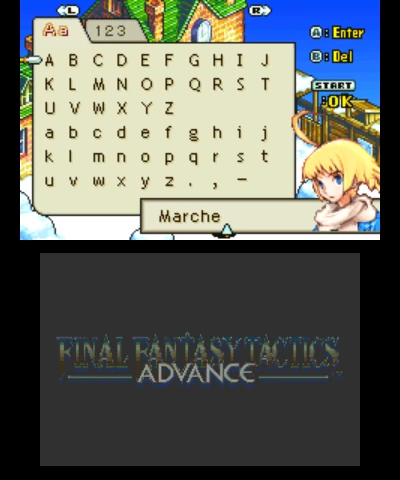 L R
Aa 123
A : Enter
B : Del
START
:OK
A B C D E F G H I J
K L M N O P Q R S T
U V W X Y Z
a b c d e f g h i j
k l m n o p q r s t
u v w x y z . , –
Marche
FINAL FANTASY TACTICS
ADVANCE